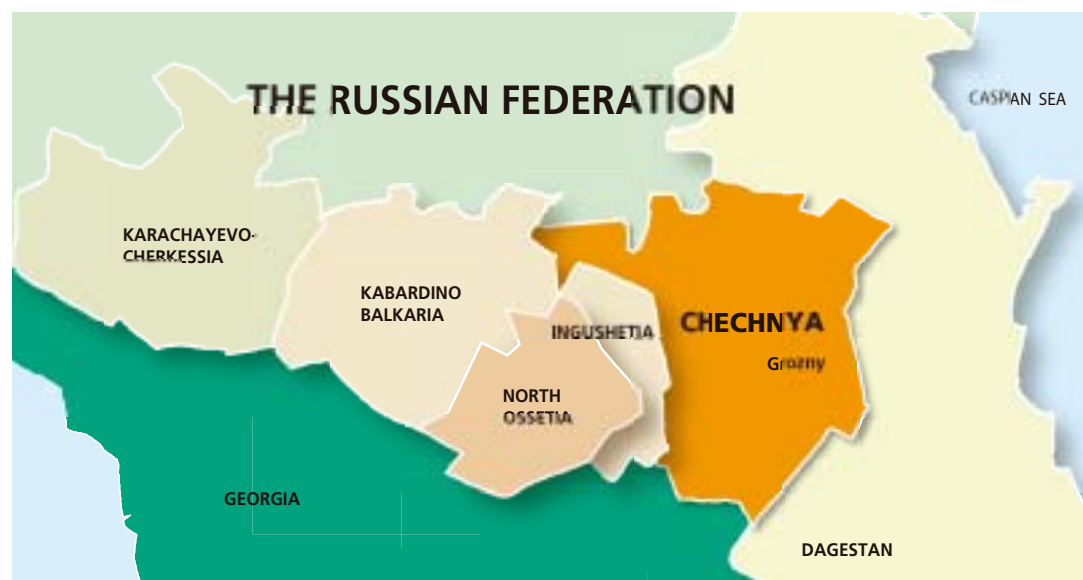 THE RUSSIAN FEDERATION
CASPIAN SEA
KARACHAYEVO-
CHERKESSIA
KABARDINO
BALKARIA
INGUSHETIA
CHECHNYA
Grozny
NORTH
OSSETIA
GEORGIA
DAGESTAN